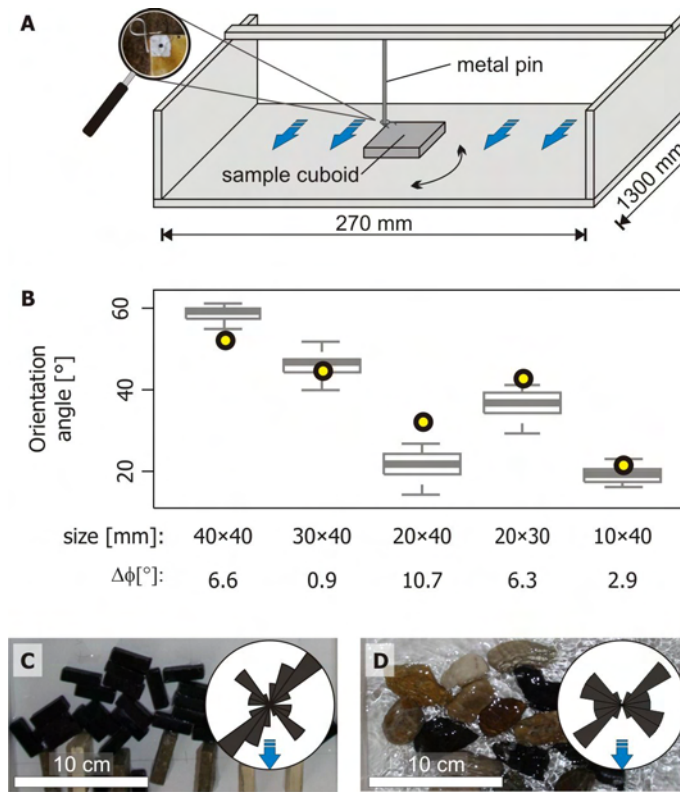 A
metal pin
sample cuboid
270 mm
1300 mm
B
Orientation
angle [°]
60
40
20
size [mm]: 40×40 30×40 20×40 20×30 10×40
Δϕ[°]: 6.6 0.9 10.7 6.3 2.9
C
10 cm
D
10 cm